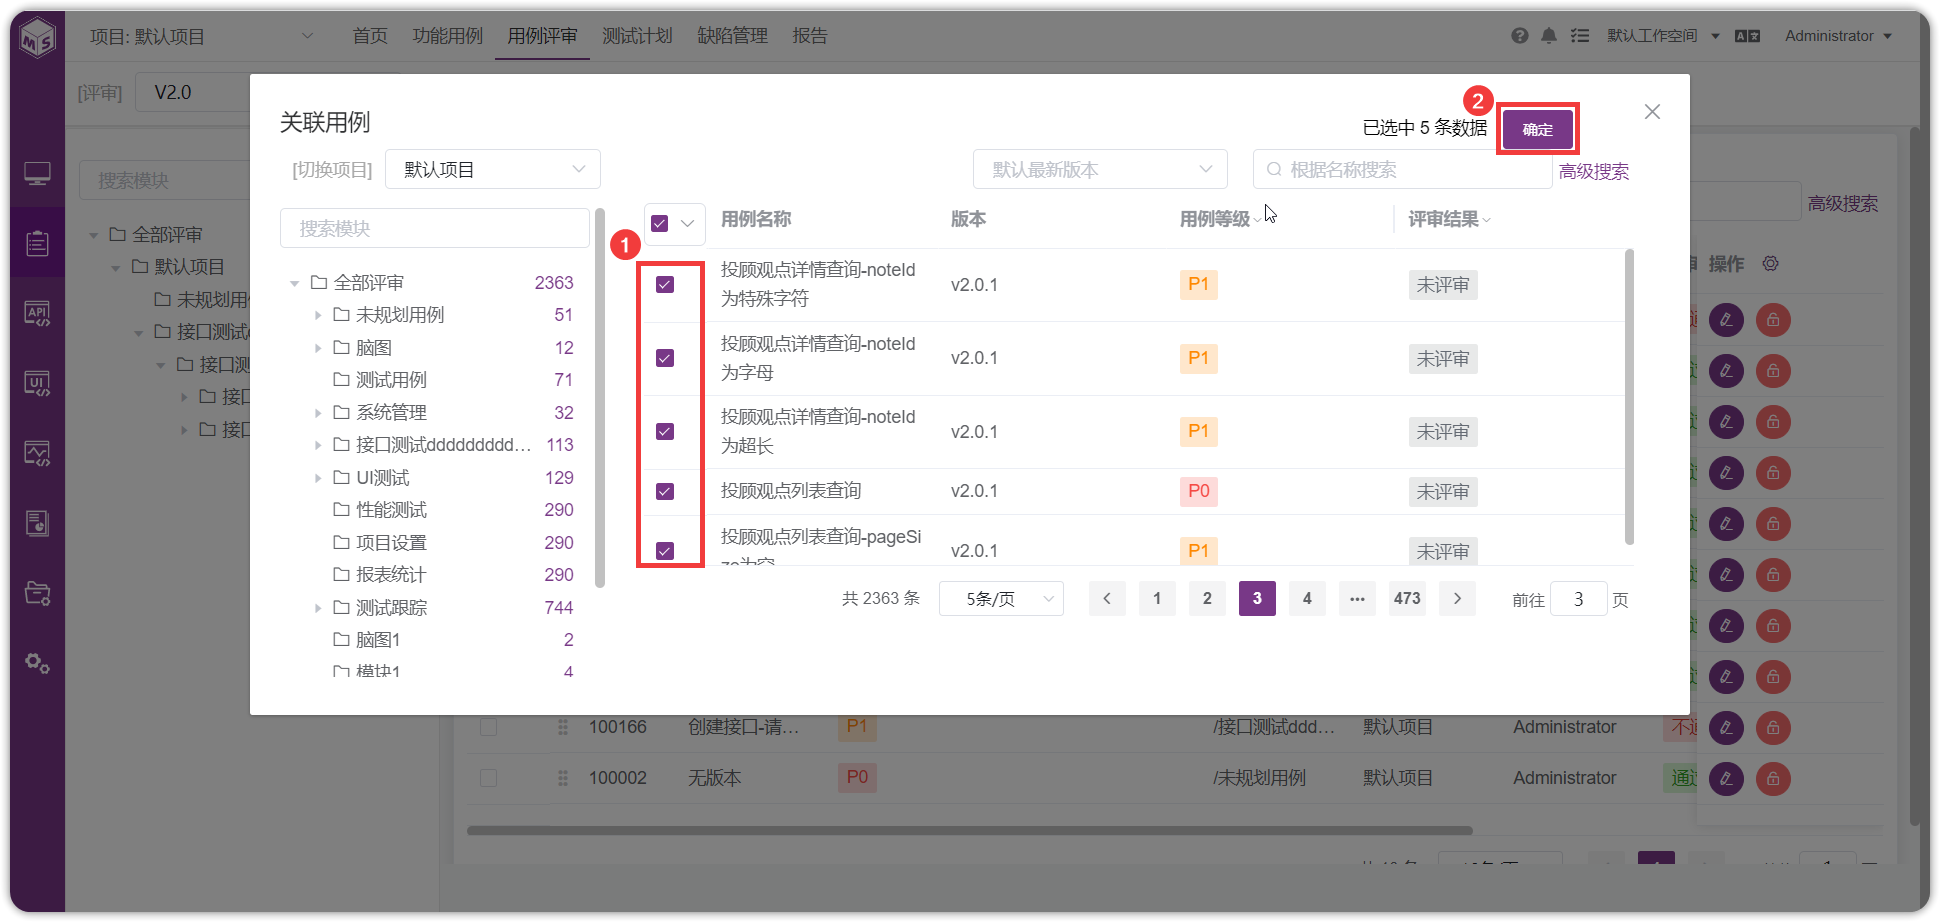 项目: 默认项目
首页
功能用例
用例评审
测试计划
缺陷管理
报告
默认工作空间
Administrator
[评审]
V2.0
搜索模块
全部评审
默认项目
未规划用
接口测试
接口测
接口
接口
API
UI
高级搜索
操作
关联用例
已选中 5 条数据
2
确定
[切换项目]
默认项目
默认最新版本
根据名称搜索
高级搜索
搜索模块
全部评审 2363
未规划用例 51
脑图 12
测试用例 71
系统管理 32
接口测试ddddddddd... 113
UI测试 129
性能测试 290
项目设置 290
报表统计 290
测试跟踪 744
脑图1 2
模块1 4
1
用例名称 版本 用例等级 评审结果
投顾观点详情查询-noteId
为特殊字符
v2.0.1 P1 未评审
投顾观点详情查询-noteId
为字母
v2.0.1 P1 未评审
投顾观点详情查询-noteId
为超长
v2.0.1 P1 未评审
投顾观点列表查询 v2.0.1 P0 未评审
投顾观点列表查询-pageSi
ze为空
v2.0.1 P1 未评审
共 2363 条
5条/页
1 2 3 4 ... 473
前往 3 页
100166 创建接口-请... P1 /接口测试ddd... 默认项目 Administrator 不通
100002 无版本 P0 /未规划用例 默认项目 Administrator 通过